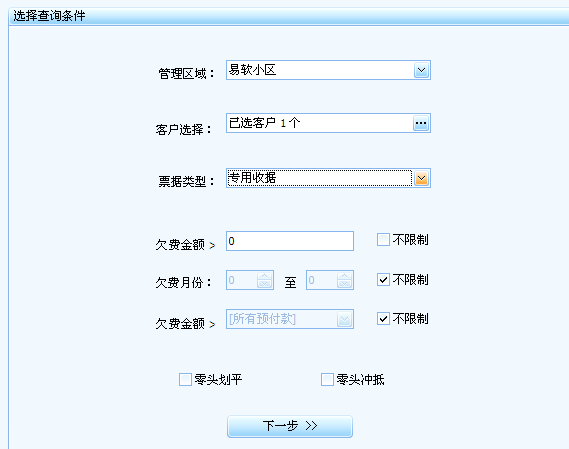 选择查询条件
管理区域： 易软小区
客户选择： 已选客户 1 个
票据类型： 专用收据
欠费金额 > 0 不限制
欠费月份： 0 至 0 不限制
欠费金额 > [所有预付款] 不限制
零头划平 零头冲抵
下一步 >>